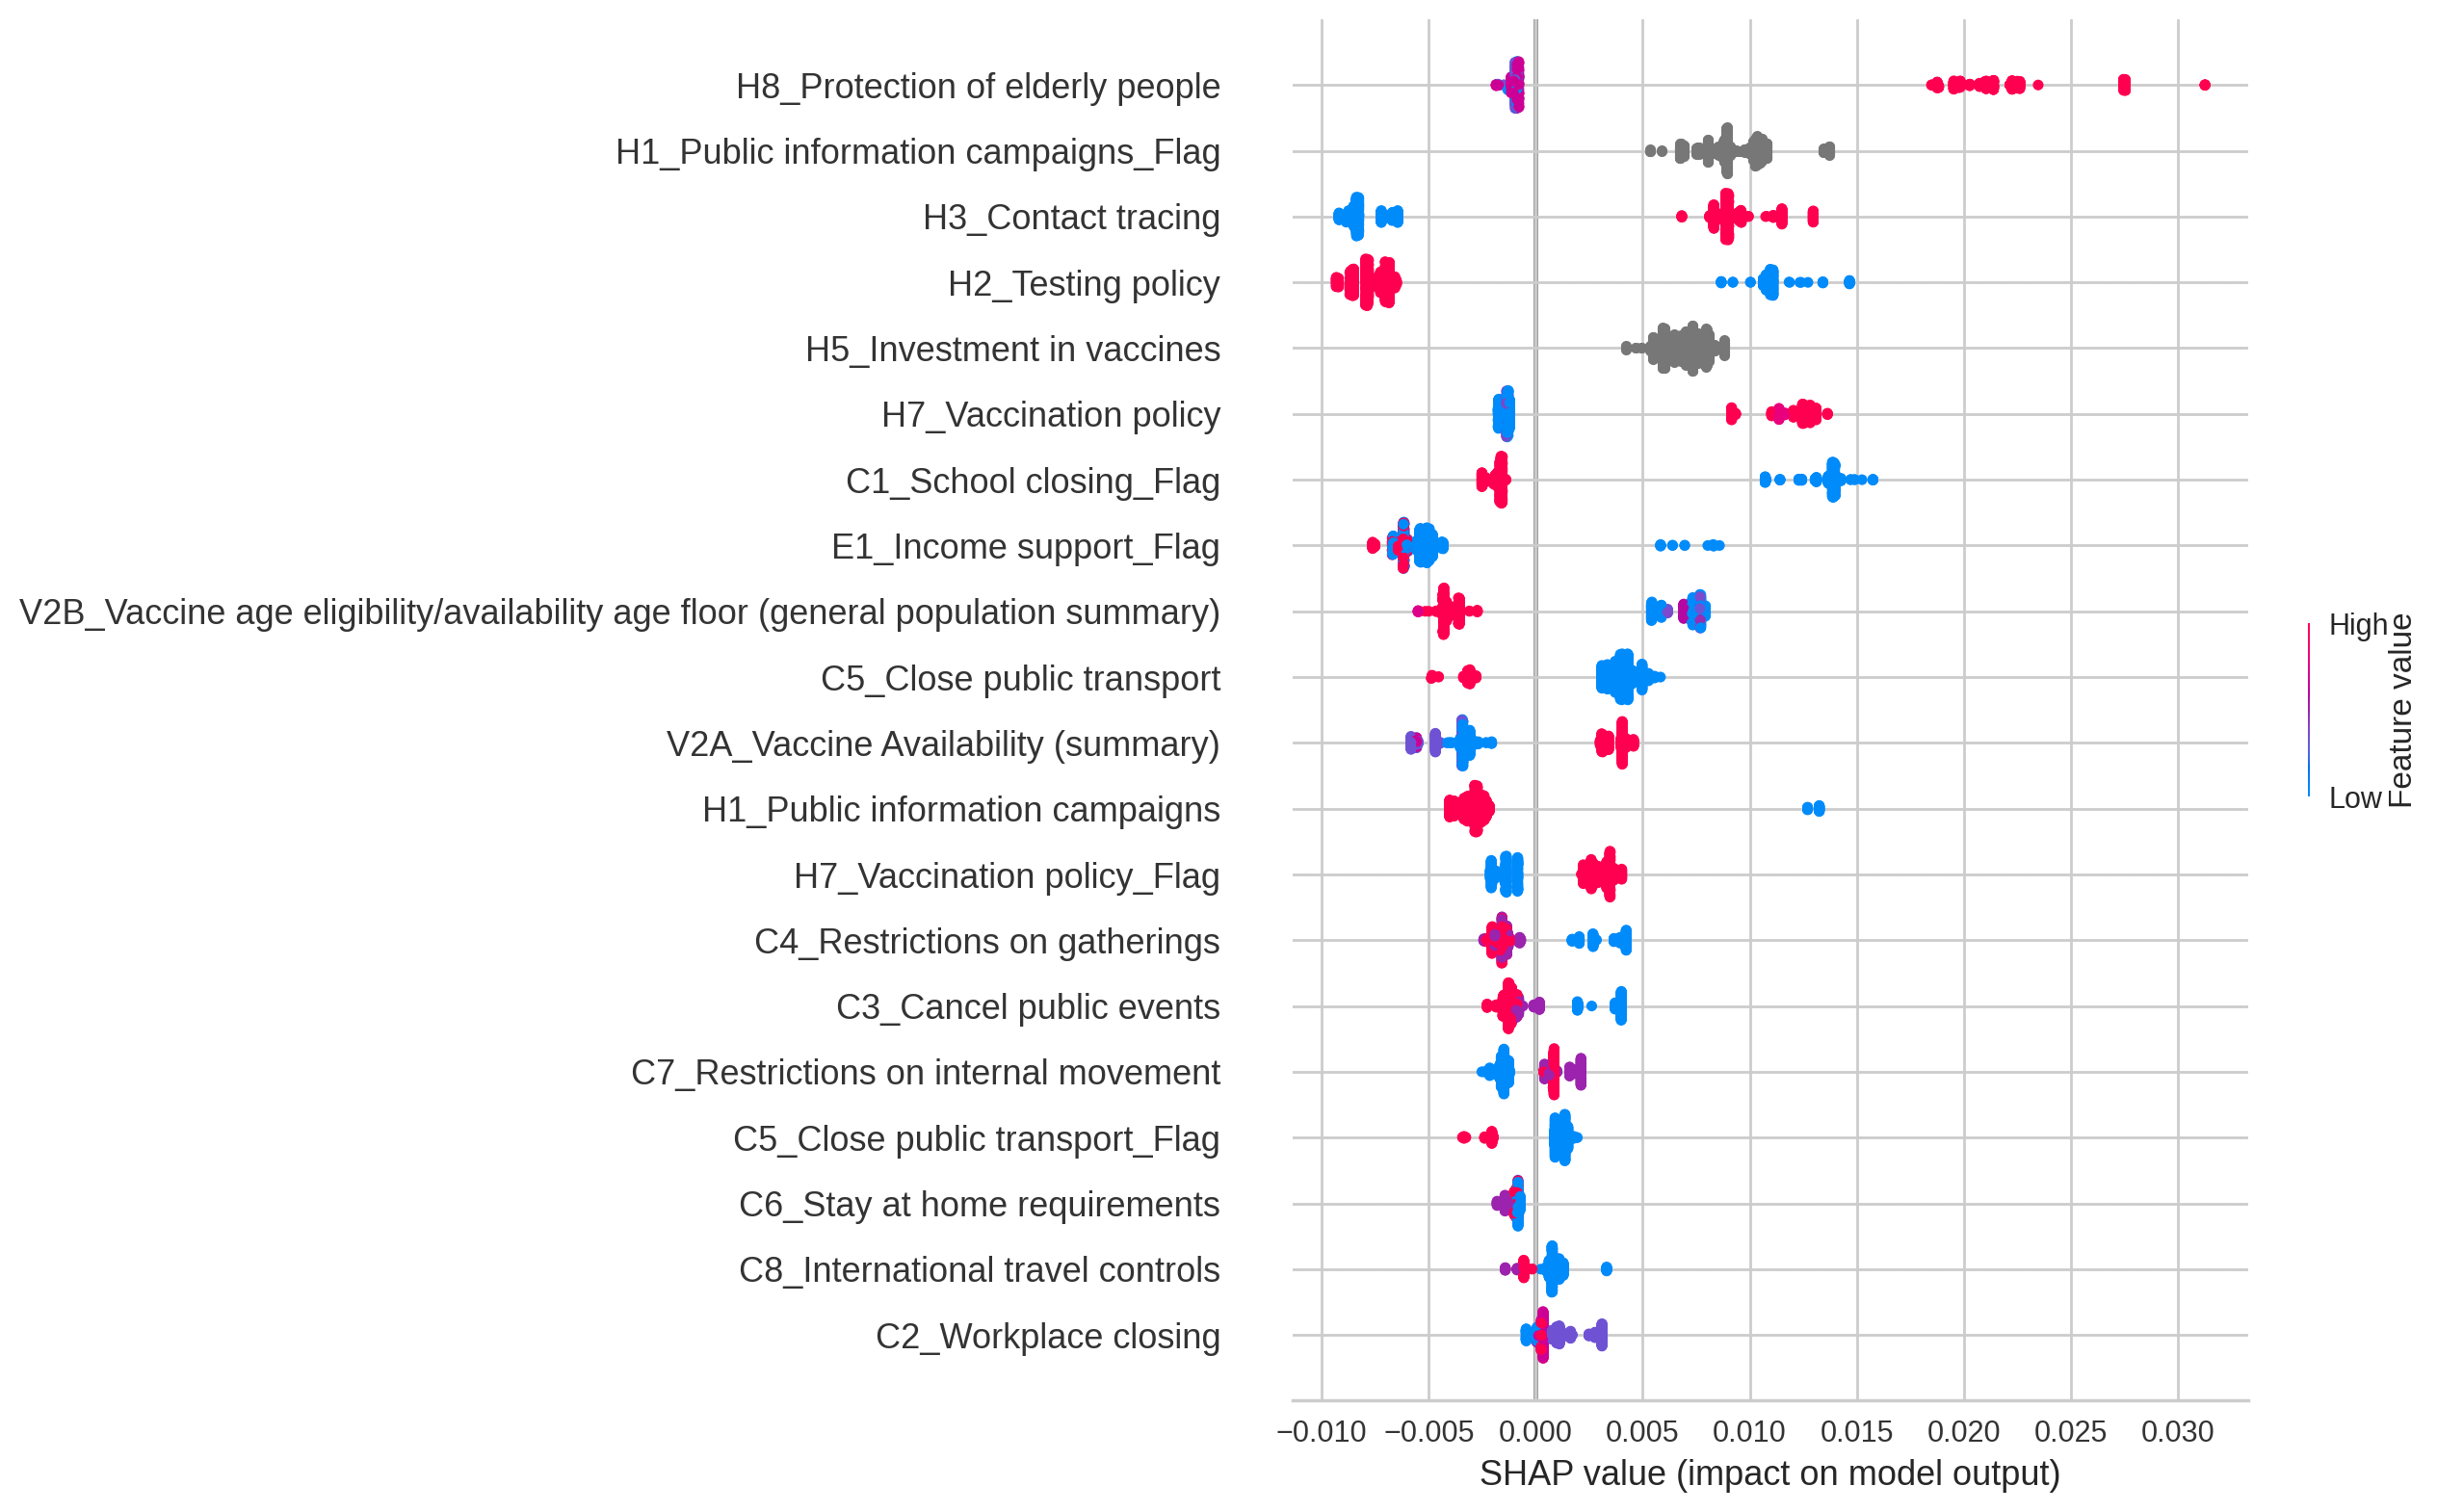 H8_Protection of elderly people
H1_Public information campaigns_Flag
H3_Contact tracing
H2_Testing policy
H5_Investment in vaccines
H7_Vaccination policy
C1_School closing_Flag
E1_Income support_Flag
V2B_Vaccine age eligibility/availability age floor (general population summary)
C5_Close public transport
V2A_Vaccine Availability (summary)
H1_Public information campaigns
H7_Vaccination policy_Flag
C4_Restrictions on gatherings
C3_Cancel public events
C7_Restrictions on internal movement
C5_Close public transport_Flag
C6_Stay at home requirements
C8_International travel controls
C2_Workplace closing
−0.010 −0.005 0.000 0.005 0.010 0.015 0.020 0.025 0.030
SHAP value (impact on model output)
High
Low
Feature value